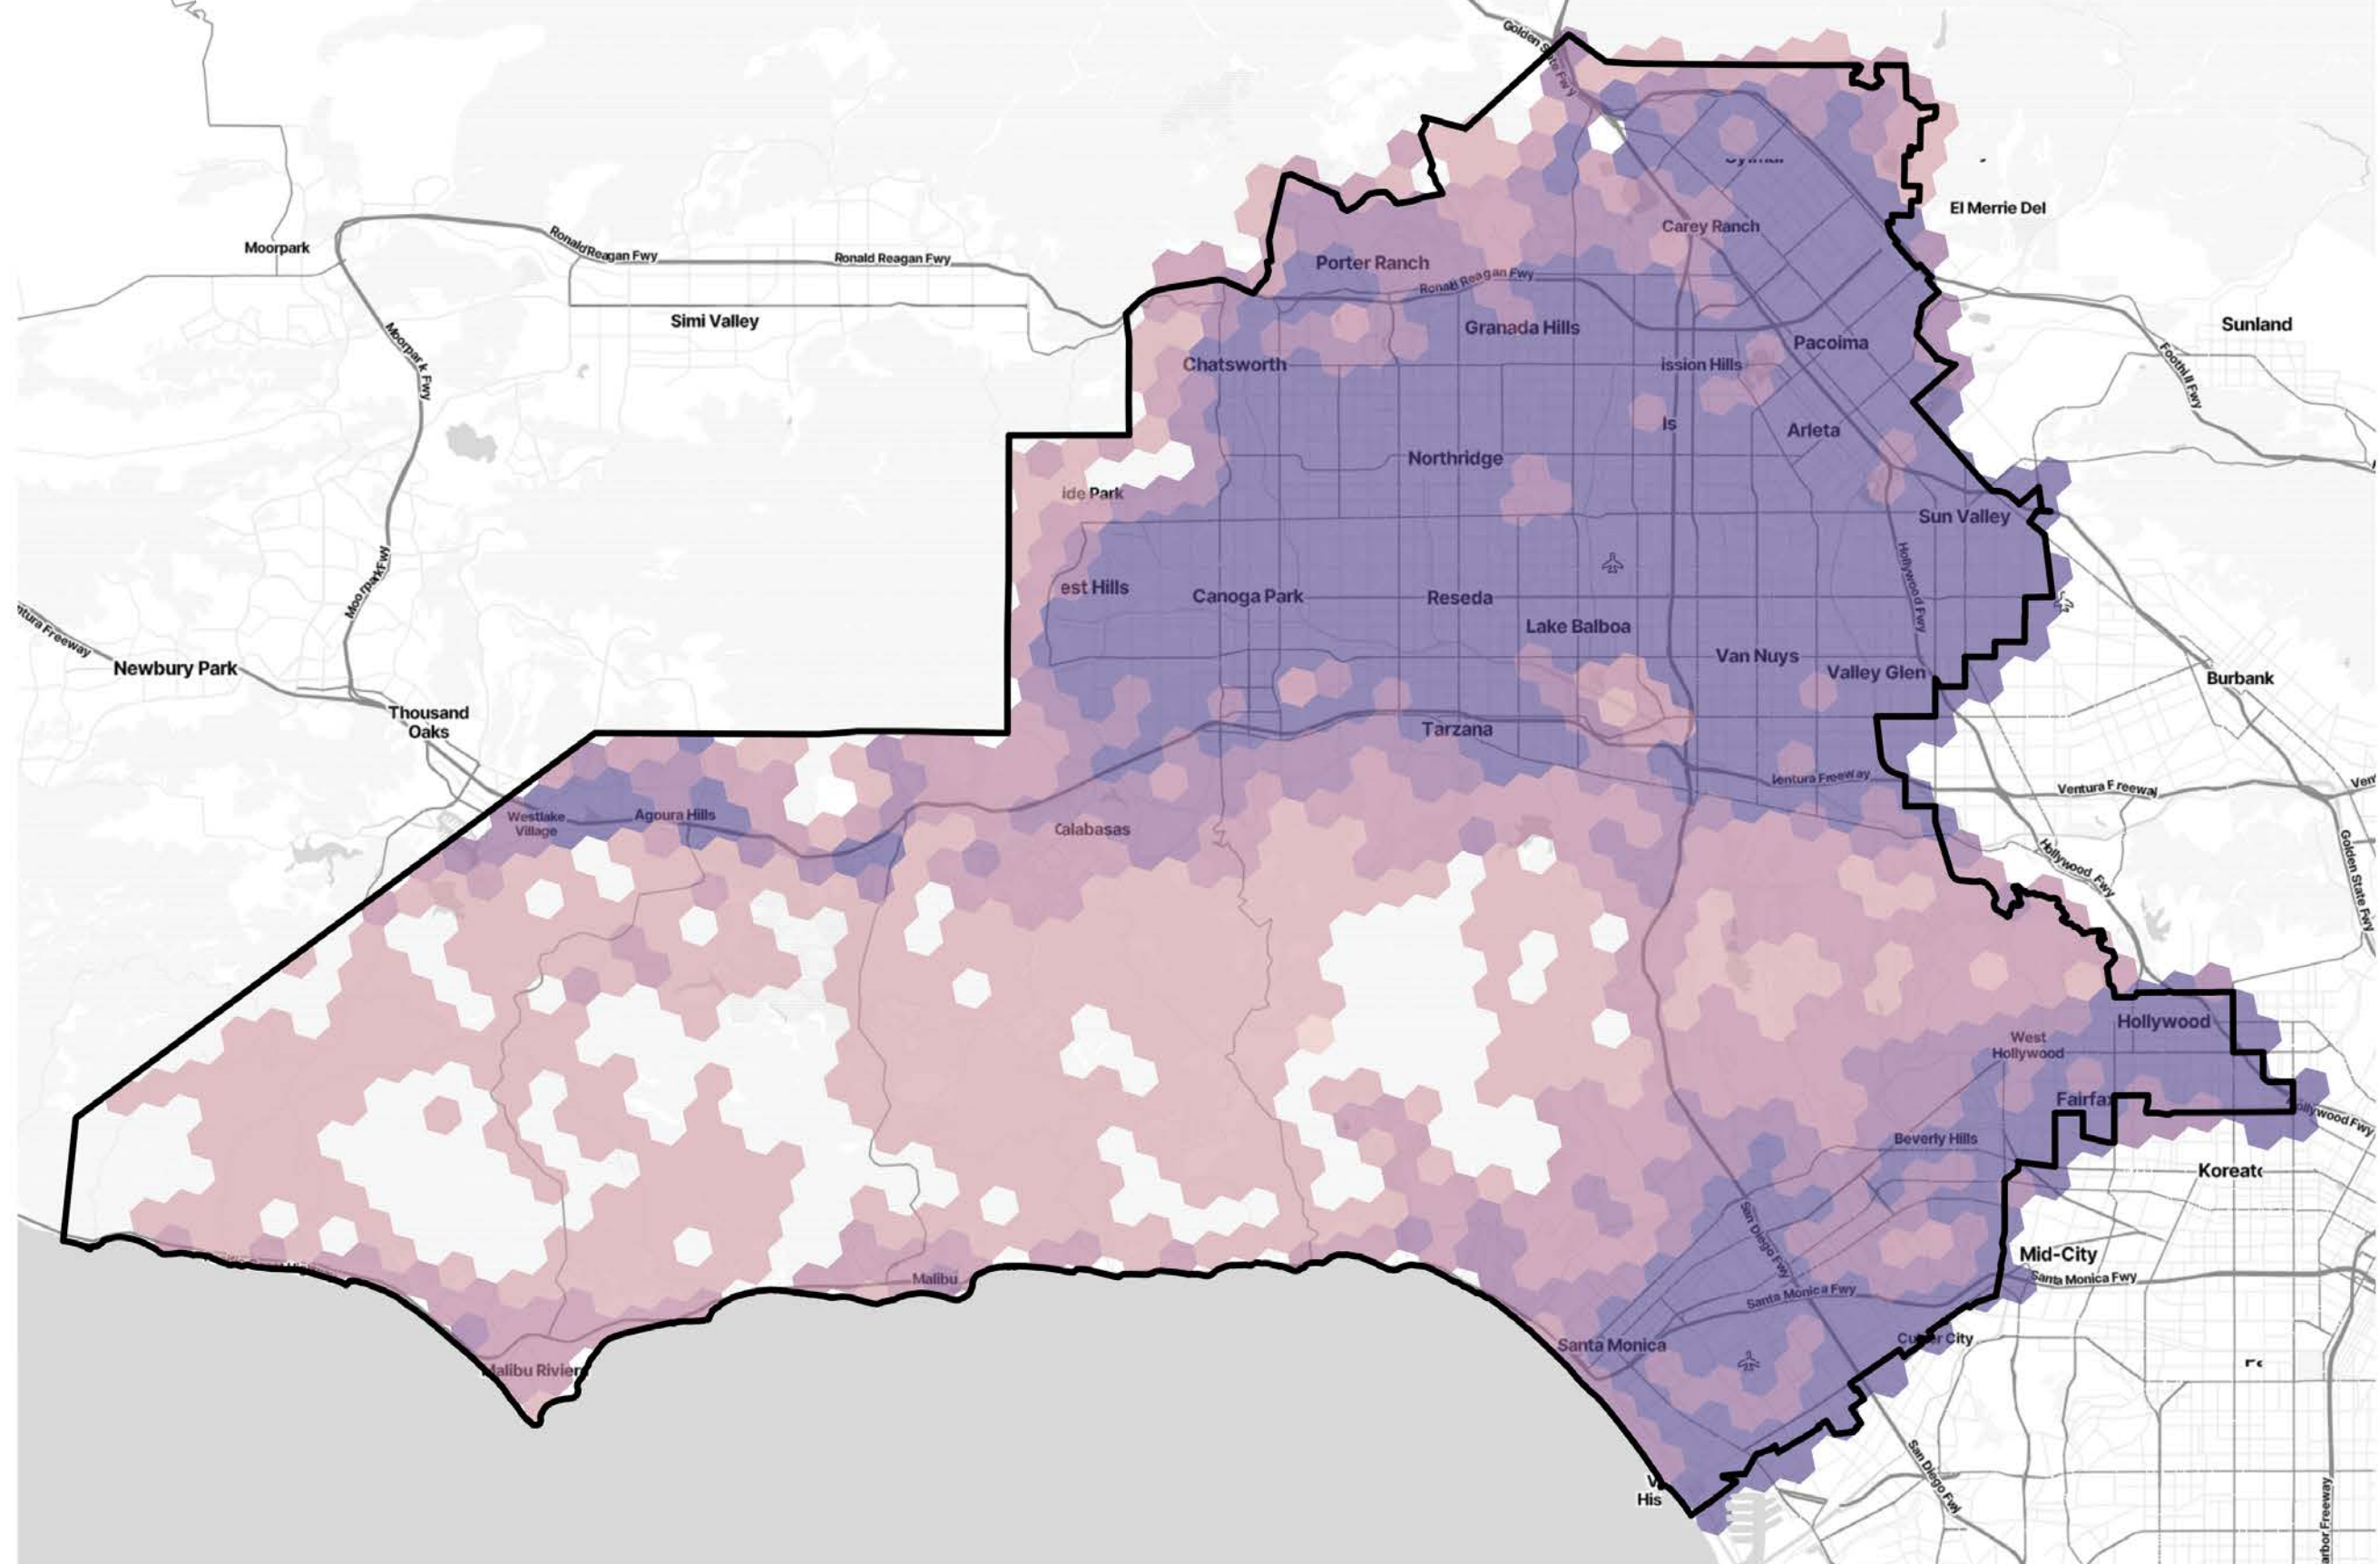 Golden State Fwy
El Merrie Del
Carey Ranch
Moorpark
Ronald Reagan Fwy
Ronald Reagan Fwy
Porter Ranch
Ronald Reagan Fwy
Simi Valley
Granada Hills
Sunland
Pacoima
Moorpark Fwy
Chatsworth
ission Hills
Foothill Fwy
ls
Arleta
Northridge
ide Park
Sun Valley
Moorpark Fwy
est Hills
Canoga Park
Reseda
Hollywood Fwy
Lake Balboa
ntura Freeway
Newbury Park
Van Nuys
Valley Glen
Burbank
Thousand
Oaks
Tarzana
Ventura Freeway
Ventura Freeway
Ven
Westlake
Village
Agoura Hills
Calabasas
Hollywood Fwy
Golden State Fwy
Hollywood
West
Hollywood
Fairfax
ollywood Fwy
Beverly Hills
Koreat
San Diego Fwy
Mid-City
Santa Monica Fwy
Malibu
Santa Monica Fwy
Santa Monica
Culver City
Malibu Rivier
V
His
San Diego Fwy
arbor Freeway